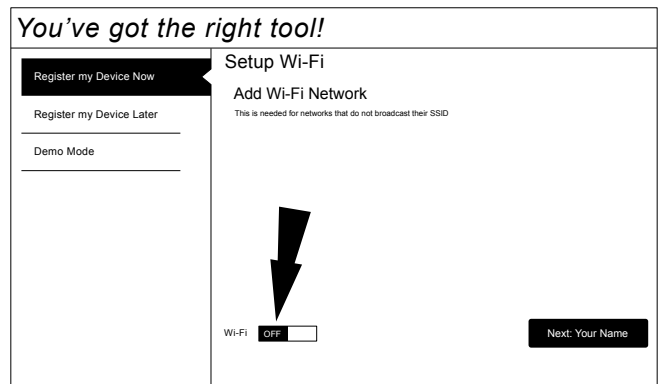 You’ve got the right tool!
Register my Device Now
Register my Device Later
Demo Mode
Setup Wi-Fi
Add Wi-Fi Network
This is needed for networks that do not broadcast their SSID
Wi-Fi OFF
Next: Your Name